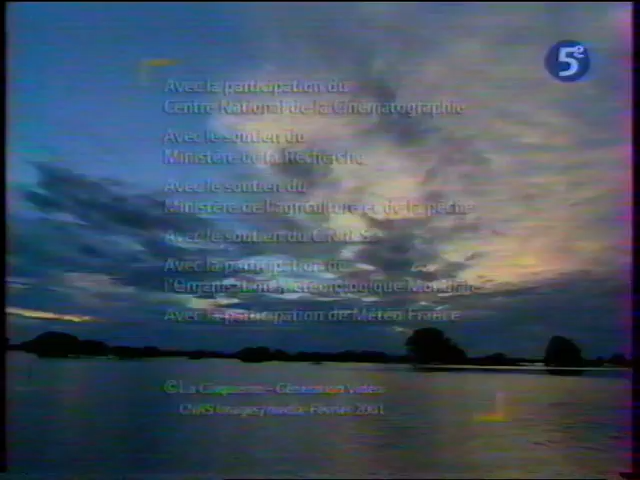 5e
Avec la participation du
Centre National de la Cinématographie
Avec le soutien du
Ministère de la Recherche
Avec le soutien du
Ministère de l'agriculture et de la pêche
Avec le soutien du C.N.E.S.
Avec la participation de
l'Organisation Météorologique Mondiale
Avec la participation de Météo France
© La Cinquième - Génération Vidéo
CNRS Images/média-Février 2001